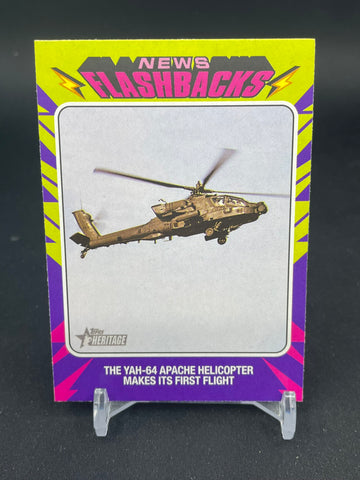 NEWS
FLASHBACKS
Topps
HERITAGE
THE YAH-64 APACHE HELICOPTER
MAKES ITS FIRST FLIGHT